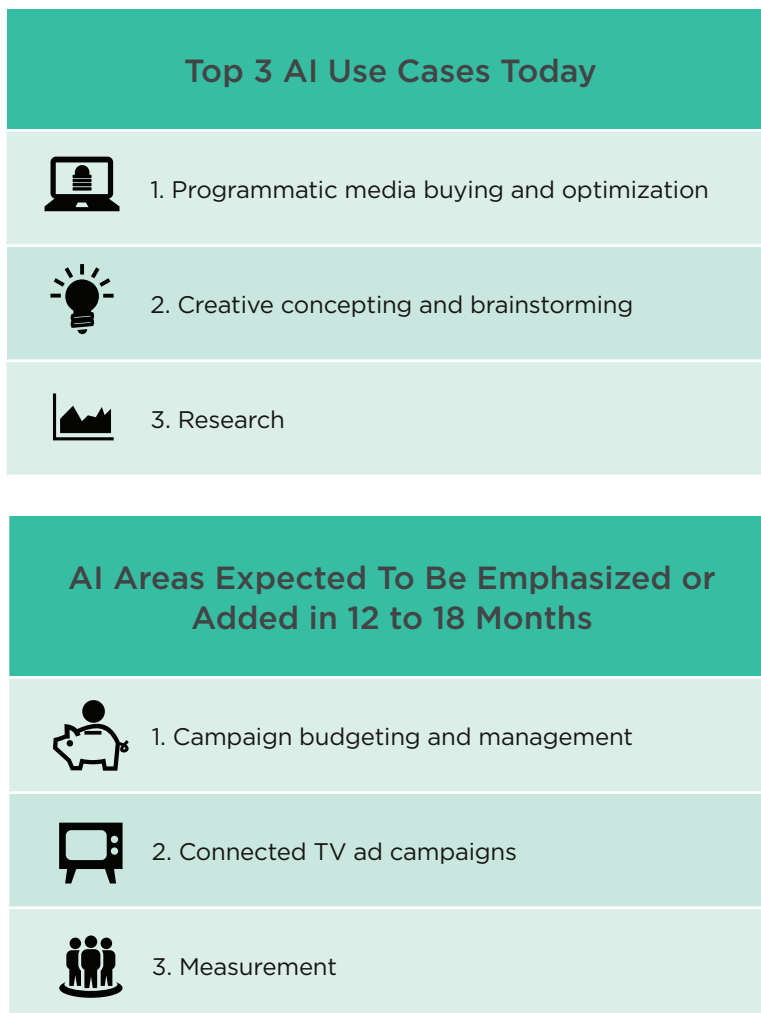 Top 3 AI Use Cases Today
1. Programmatic media buying and optimization
2. Creative concepting and brainstorming
3. Research
AI Areas Expected To Be Emphasized or
Added in 12 to 18 Months
1. Campaign budgeting and management
2. Connected TV ad campaigns
3. Measurement